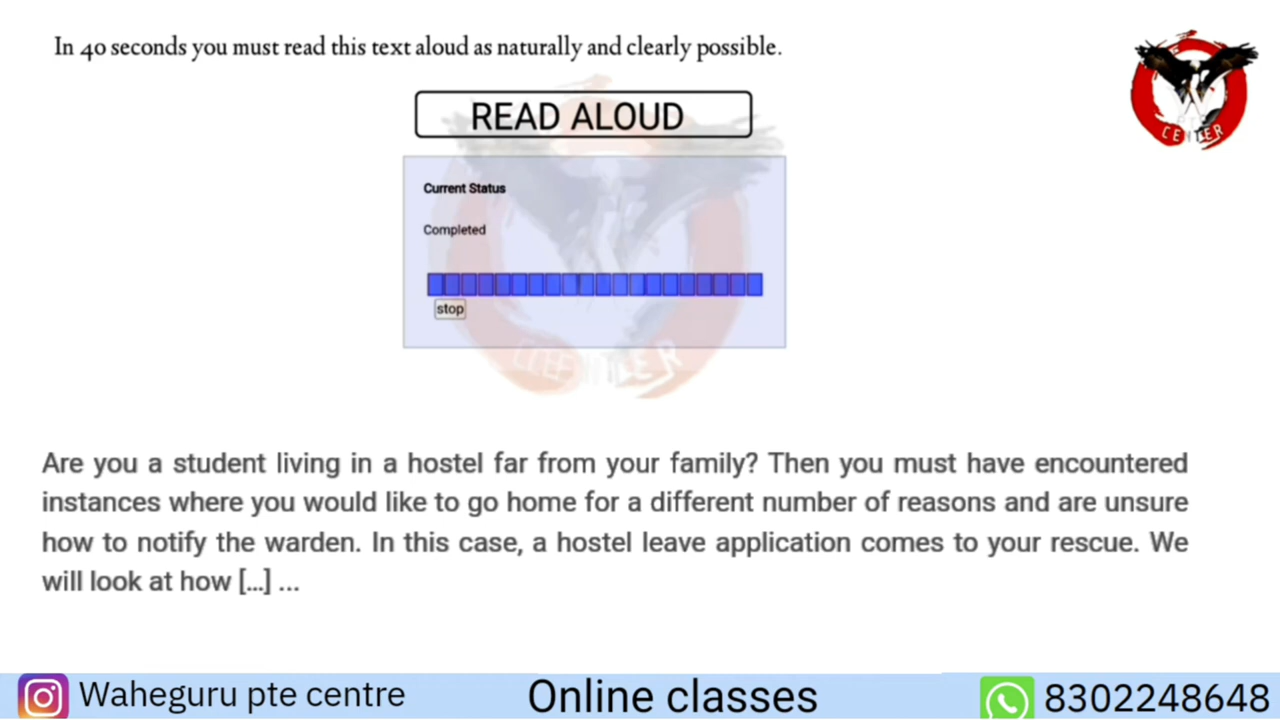 In 40 seconds you must read this text aloud as naturally and clearly possible.
CENTER
READ ALOUD
Current Status
Completed
stop
Are you a student living in a hostel far from your family? Then you must have encountered
instances where you would like to go home for a different number of reasons and are unsure
how to notify the warden. In this case, a hostel leave application comes to your rescue. We
will look at how [...] ...
Waheguru pte centre
Online classes
8302248648